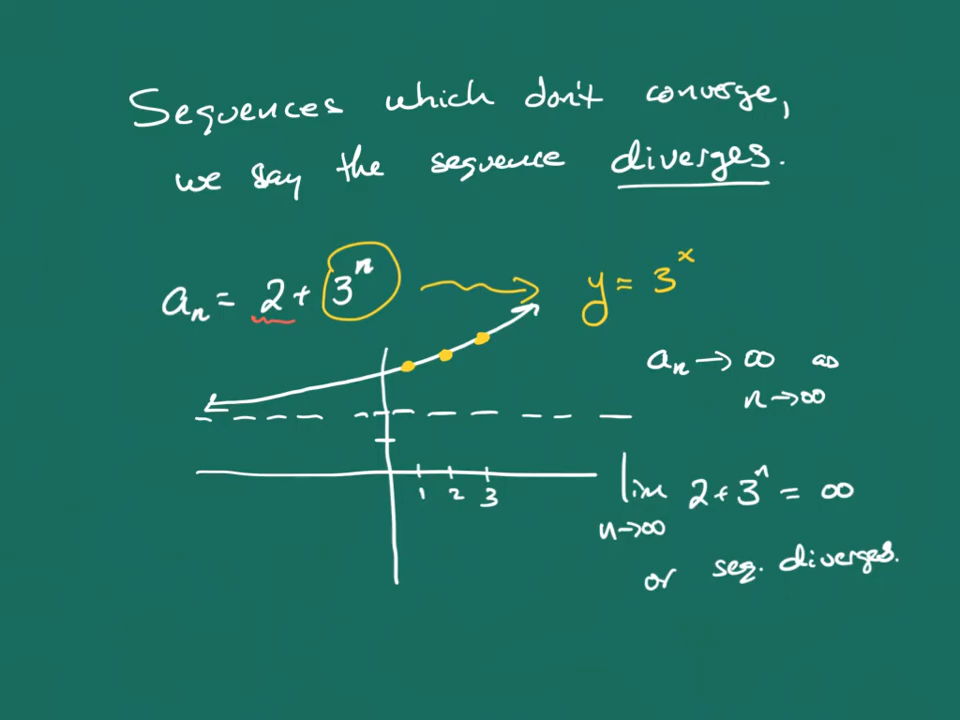 Sequences which don't converge,
we say the sequence diverges.
aₙ = 2 + 3ⁿ → y = 3ˣ
aₙ → ∞ as
n → ∞
1 2 3
lim 2 + 3ⁿ = ∞
n → ∞
or seq. diverges.